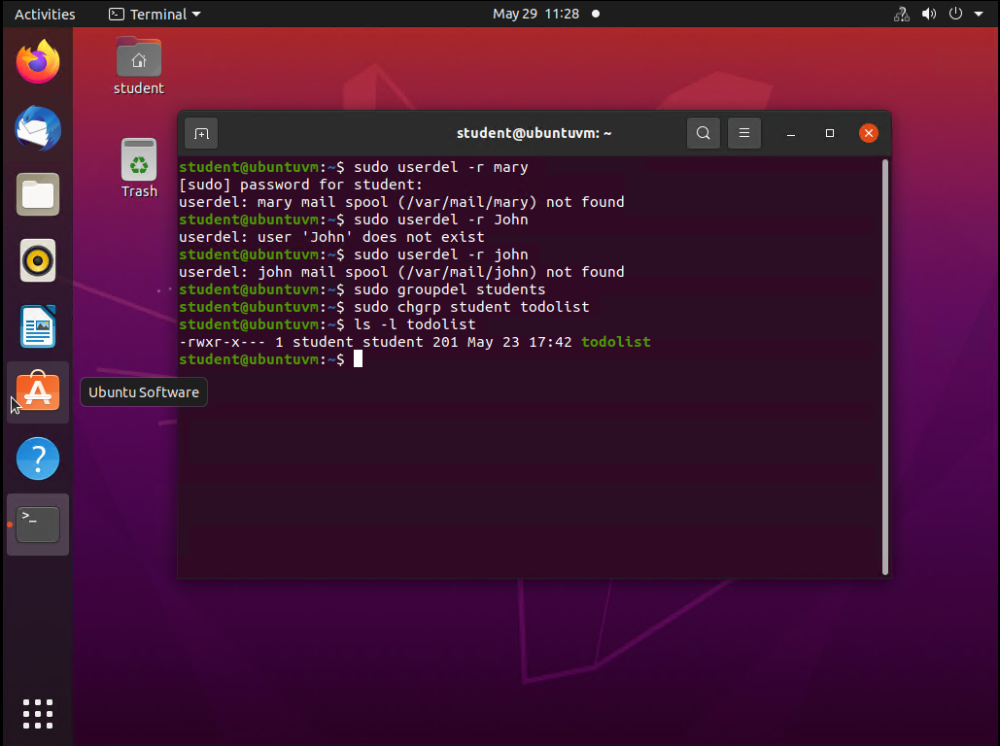 Activities
Terminal
May 29 11:28
student
Trash
student@ubuntuvm: ~
student@ubuntuvm:~$ sudo userdel -r mary
[sudo] password for student:
userdel: mary mail spool (/var/mail/mary) not found
student@ubuntuvm:~$ sudo userdel -r John
userdel: user 'John' does not exist
student@ubuntuvm:~$ sudo userdel -r john
userdel: john mail spool (/var/mail/john) not found
student@ubuntuvm:~$ sudo groupdel students
student@ubuntuvm:~$ sudo chgrp student todolist
student@ubuntuvm:~$ ls -l todolist
-rwxr-x--- 1 student student 201 May 23 17:42 todolist
student@ubuntuvm:~$
Ubuntu Software